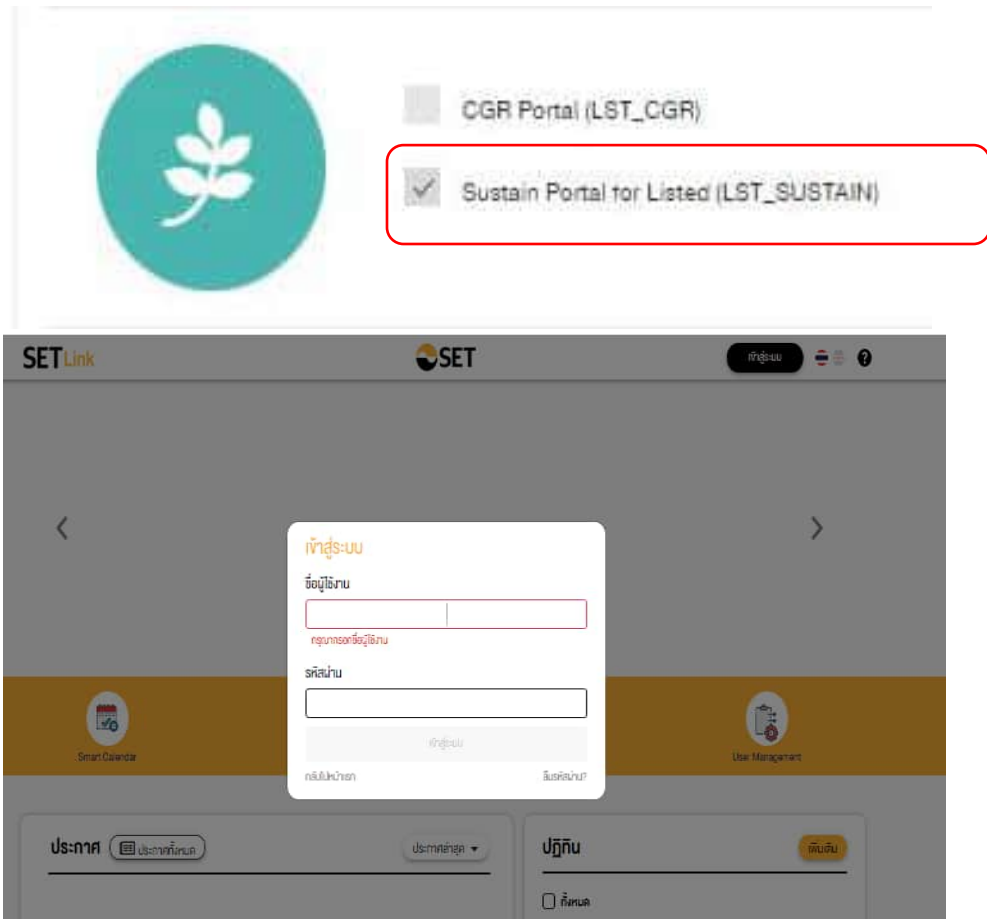 CGR Portal (LST_CGR)
Sustain Portal for Listed (LST_SUSTAIN)
SETLink
SET
เข้าสู่ระบบ
?
เข้าสู่ระบบ
ชื่อผู้ใช้งาน
กรุณากรอกชื่อผู้ใช้งาน
รหัสผ่าน
เข้าสู่ระบบ
กลับไปหน้าแรก
ลืมรหัสผ่าน?
Smart Calendar
User Management
ประกาศ
ประกาศทั้งหมด
ประกาศล่าสุด
ปฏิทิน
เพิ่มเติม
ทั้งหมด